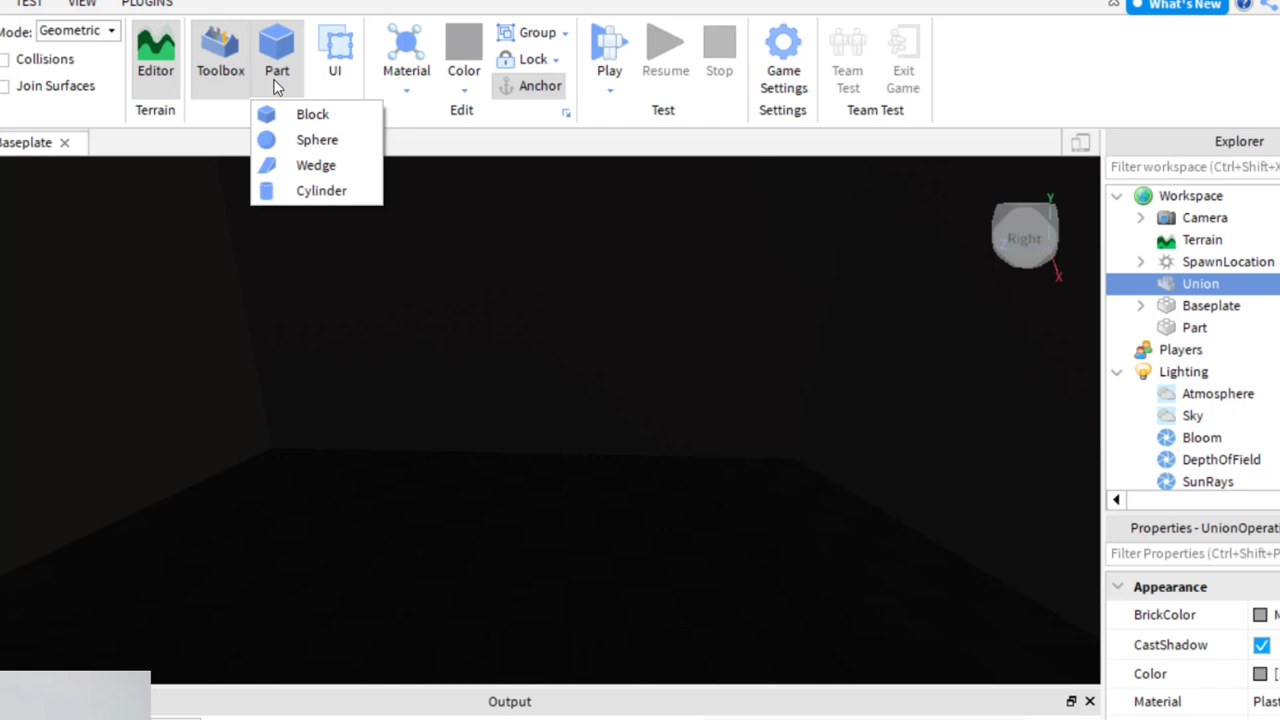 TEST VIEW PLUGINS
What's New
Mode: Geometric
Collisions
Join Surfaces
Editor
Terrain
Toolbox
Part
UI
Block
Sphere
Wedge
Cylinder
Material
Color
Group
Lock
Anchor
Edit
Play
Resume
Stop
Test
Game
Settings
Settings
Team
Test
Exit
Game
Team Test
Baseplate
Right
Y
X
Explorer
Filter workspace (Ctrl+Shift+X
Workspace
Camera
Terrain
SpawnLocation
Union
Baseplate
Part
Players
Lighting
Atmosphere
Sky
Bloom
DepthOfField
SunRays
Properties - UnionOperati
Filter Properties (Ctrl+Shift+P
Appearance
BrickColor
CastShadow
Color
Material Plast
Output